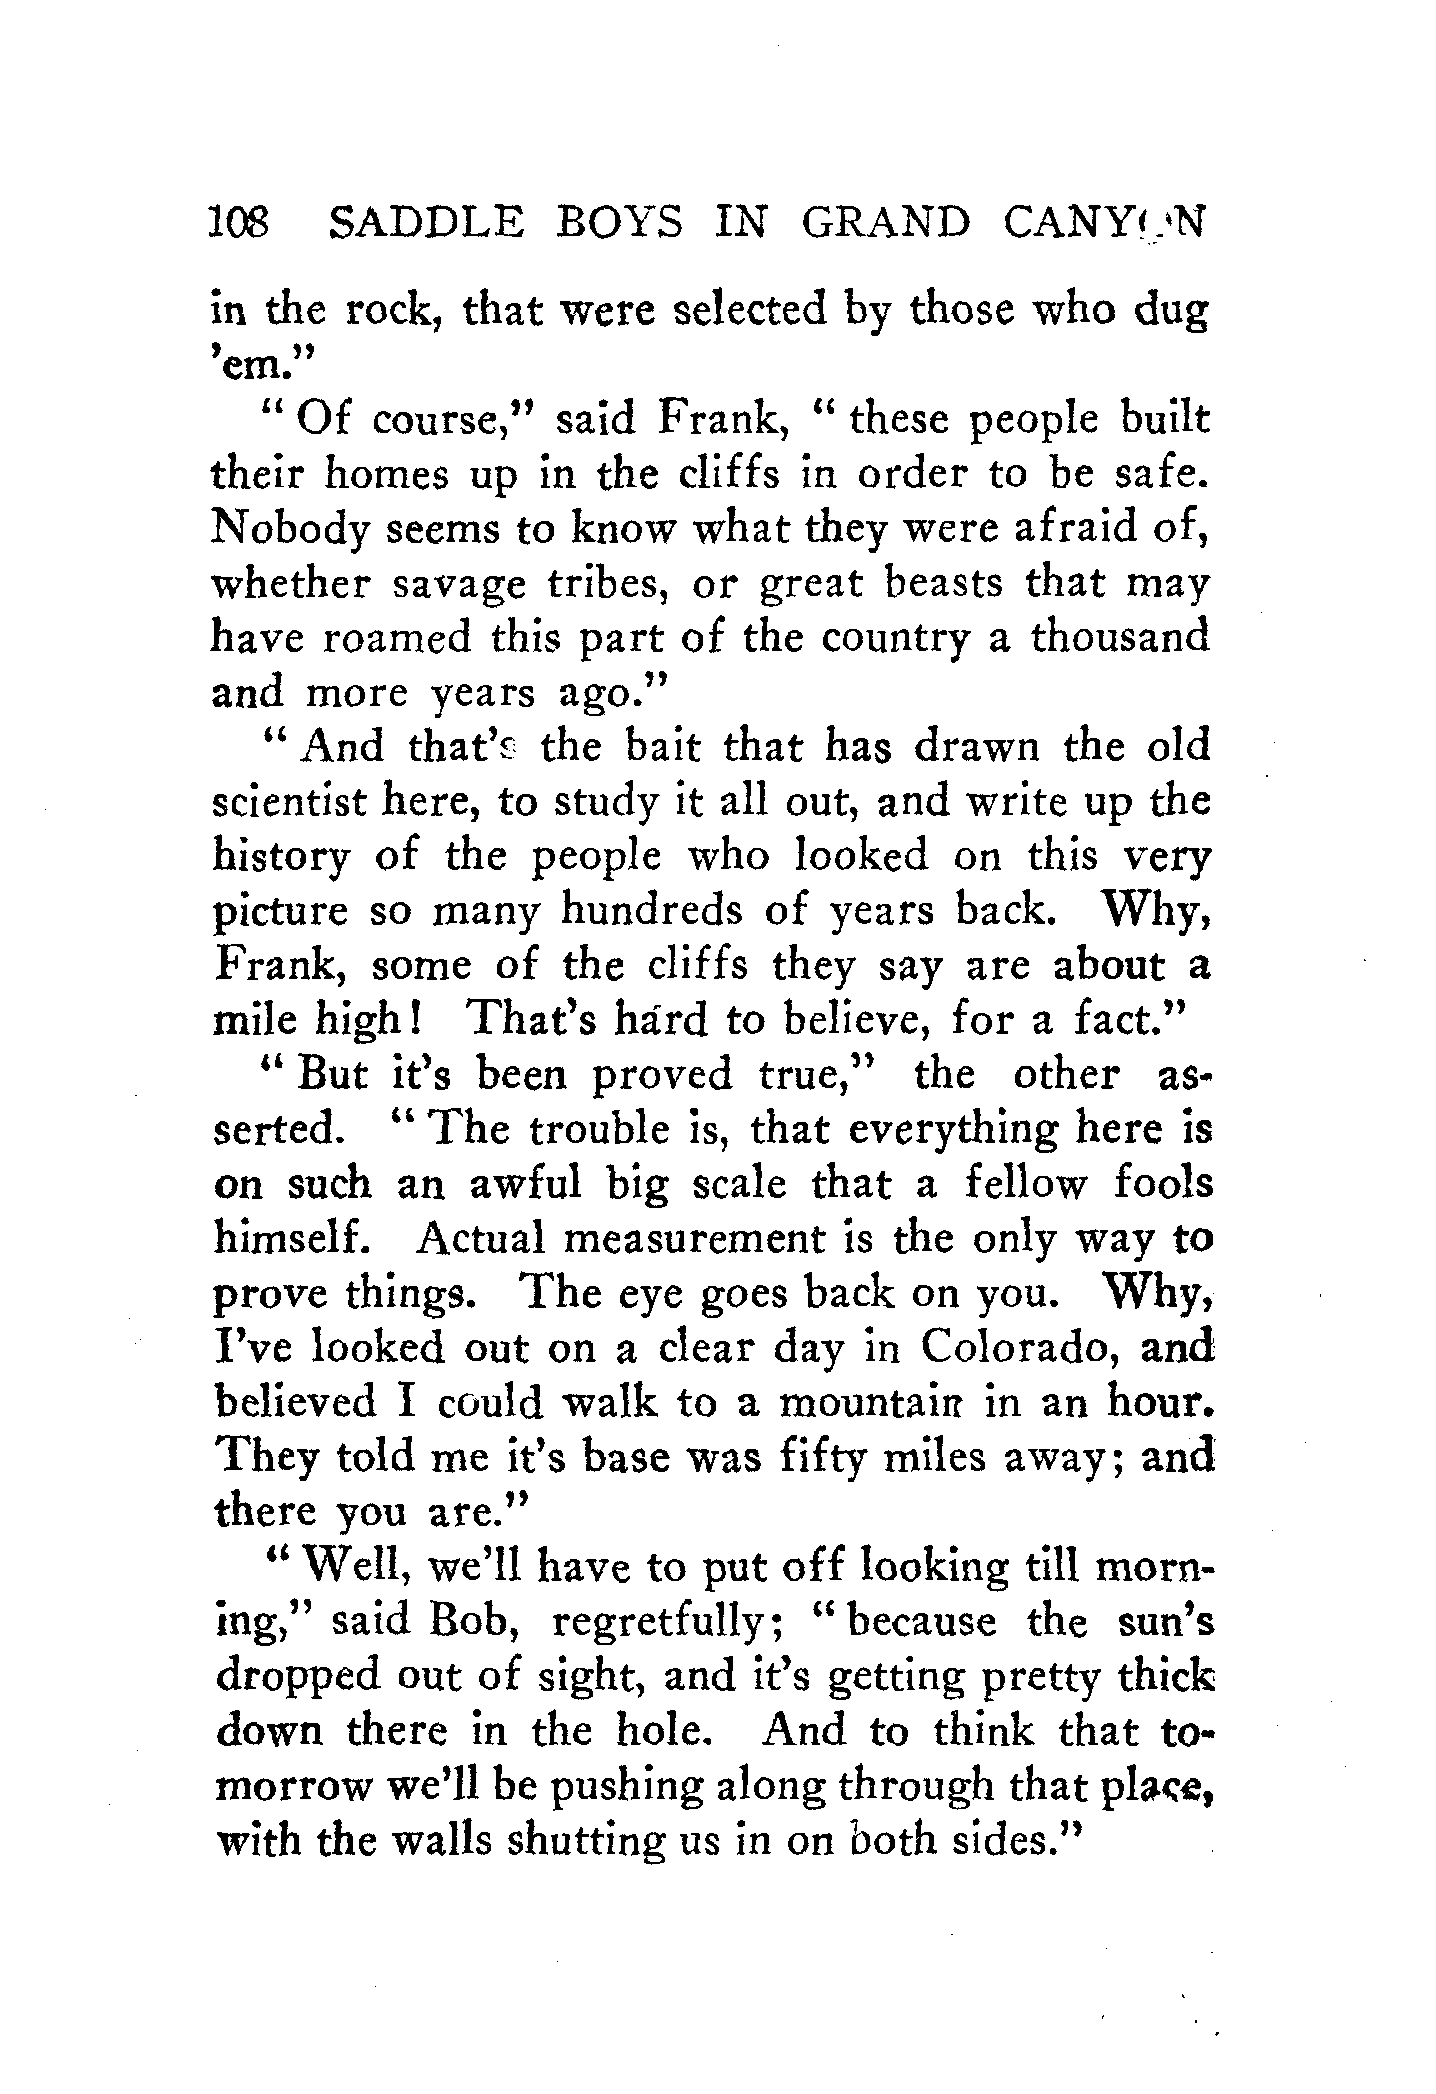 108 SADDLE BOYS IN GRAND CANYON
in the rock, that were selected by those who dug
'em."
"Of course," said Frank, "these people built
their homes up in the cliffs in order to be safe.
Nobody seems to know what they were afraid of,
whether savage tribes, or great beasts that may
have roamed this part of the country a thousand
and more years ago."
"And that's the bait that has drawn the old
scientist here, to study it all out, and write up the
history of the people who looked on this very
picture so many hundreds of years back. Why,
Frank, some of the cliffs they say are about a
mile high! That's hard to believe, for a fact."
"But it's been proved true," the other as-
serted. "The trouble is, that everything here is
on such an awful big scale that a fellow fools
himself. Actual measurement is the only way to
prove things. The eye goes back on you. Why,
I've looked out on a clear day in Colorado, and
believed I could walk to a mountain in an hour.
They told me it's base was fifty miles away; and
there you are."
"Well, we'll have to put off looking till morn-
ing," said Bob, regretfully; "because the sun's
dropped out of sight, and it's getting pretty thick
down there in the hole. And to think that to-
morrow we'll be pushing along through that place,
with the walls shutting us in on both sides."